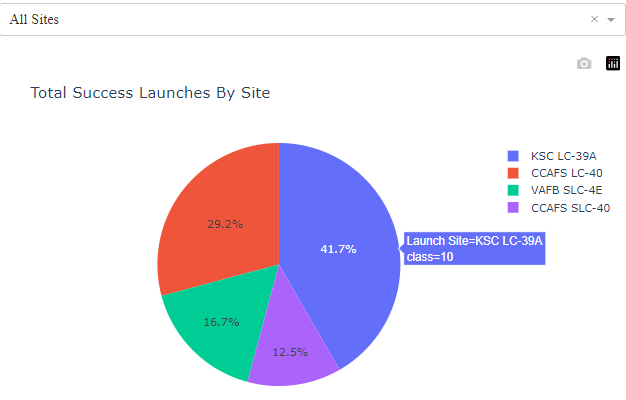 All Sites
Total Success Launches By Site
KSC LC-39A
CCAFS LC-40
VAFB SLC-4E
CCAFS SLC-40
29.2%
41.7%
Launch Site=KSC LC-39A
class=10
16.7%
12.5%